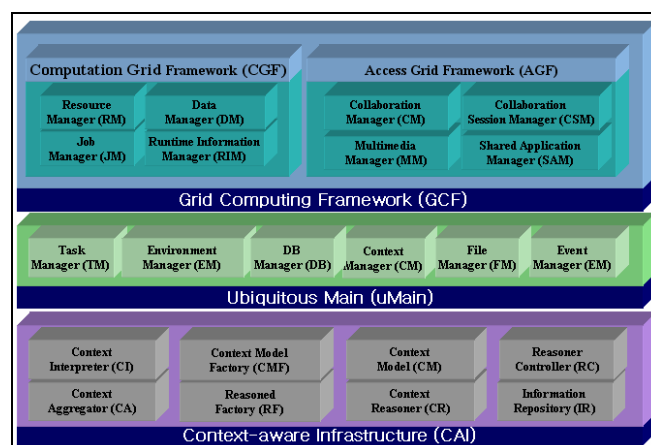 Computation Grid Framework (CGF)
Access Grid Framework (AGF)
Resource
Manager (RM)
Data
Manager (DM)
Collaboration
Manager (CM)
Collaboration
Session Manager (CSM)
Job
Manager (JM)
Runtime Information
Manager (RIM)
Multimedia
Manager (MM)
Shared Application
Manager (SAM)
Grid Computing Framework (GCF)
Task
Manager (TM)
Environment
Manager (EM)
DB
Manager (DB)
Context
Manager (CM)
File
Manager (FM)
Event
Manager (EM)
Ubiquitous Main (uMain)
Context
Interpreter (CI)
Context Model
Factory (CMF)
Context
Model (CM)
Reasoner
Controller (RC)
Context
Aggregator (CA)
Reasoned
Factory (RF)
Context
Reasoner (CR)
Information
Repository (IR)
Context-aware Infrastructure (CAI)